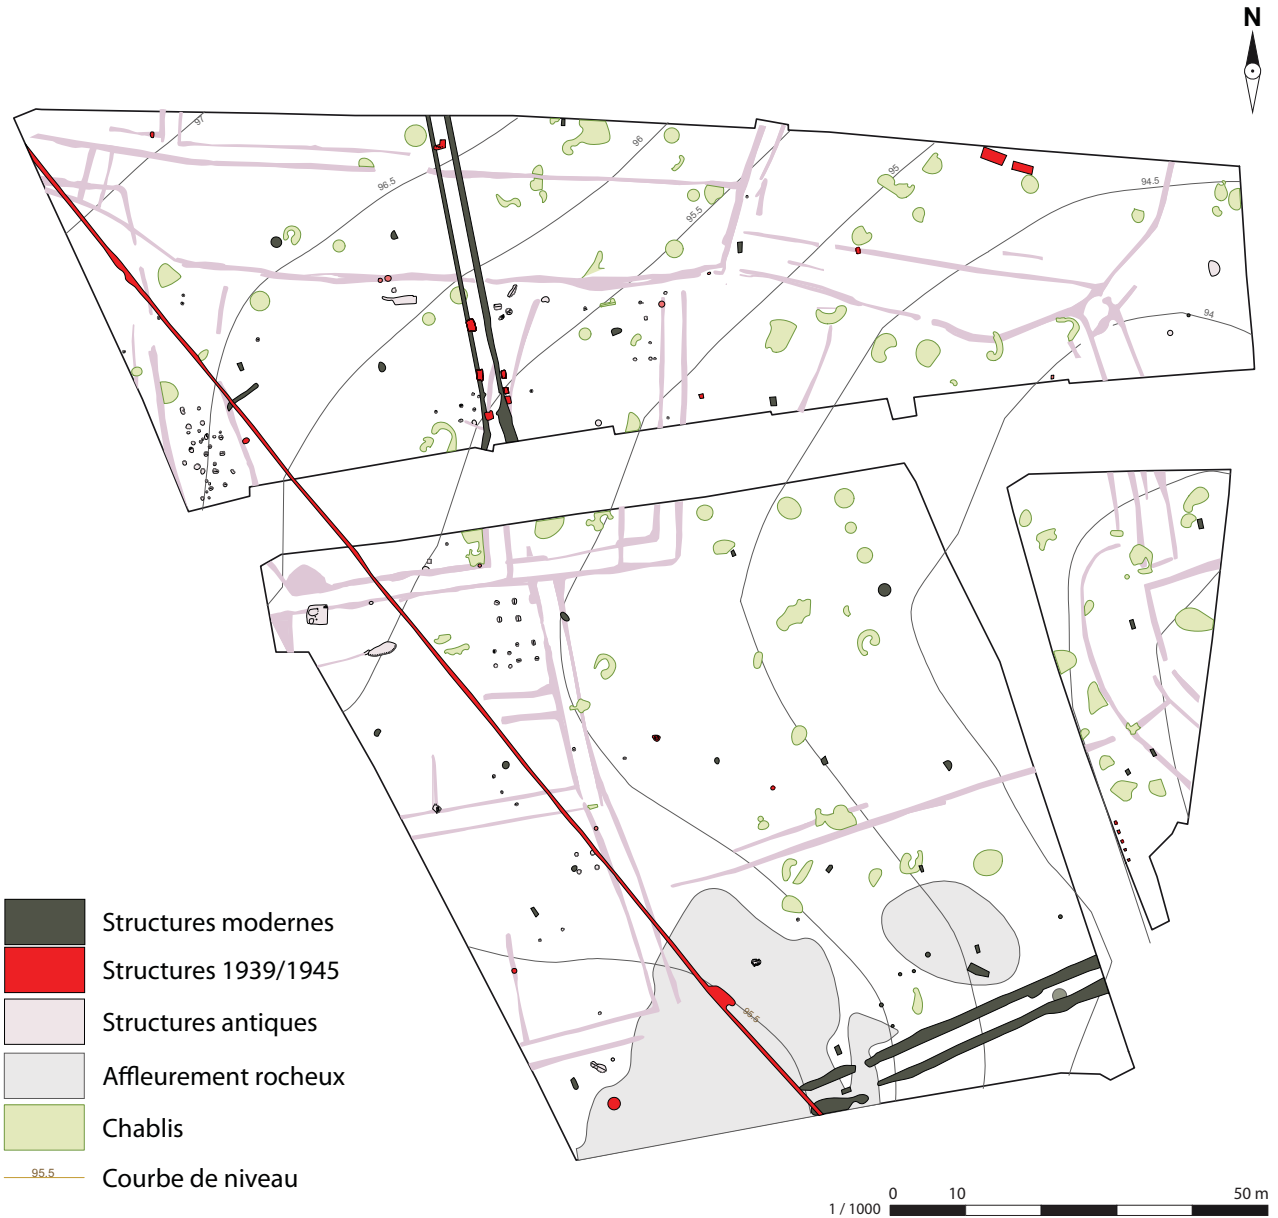 N
97
96
96.5
95.5
95
94.5
94
95.5
Structures modernes
Structures 1939/1945
Structures antiques
Affleurement rocheux
Chablis
95.5 Courbe de niveau
0 10 50 m
1 / 1000